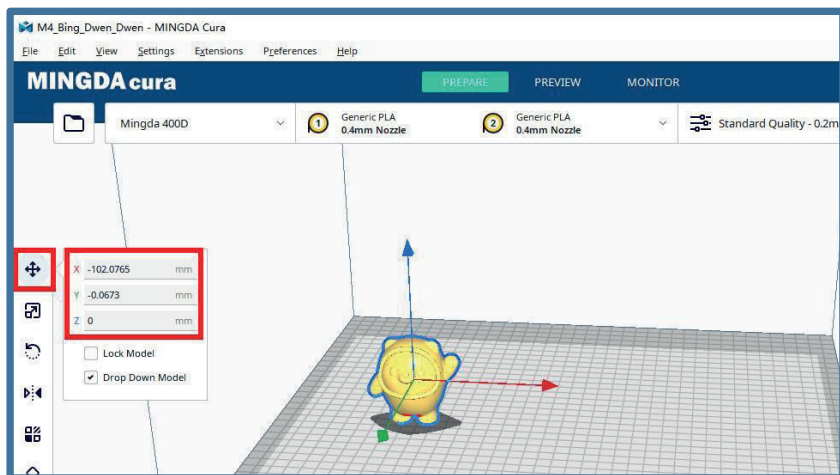 M4_Bing_Dwen_Dwen - MINGDA Cura
File Edit View Settings Extensions Preferences Help
MINGDA cura PREPARE PREVIEW MONITOR
Mingda 400D 1 Generic PLA 2 Generic PLA Standard Quality - 0.2m
0.4mm Nozzle 0.4mm Nozzle
X -102.0765 mm
Y -0.0673 mm
Z 0 mm
Lock Model
Drop Down Model